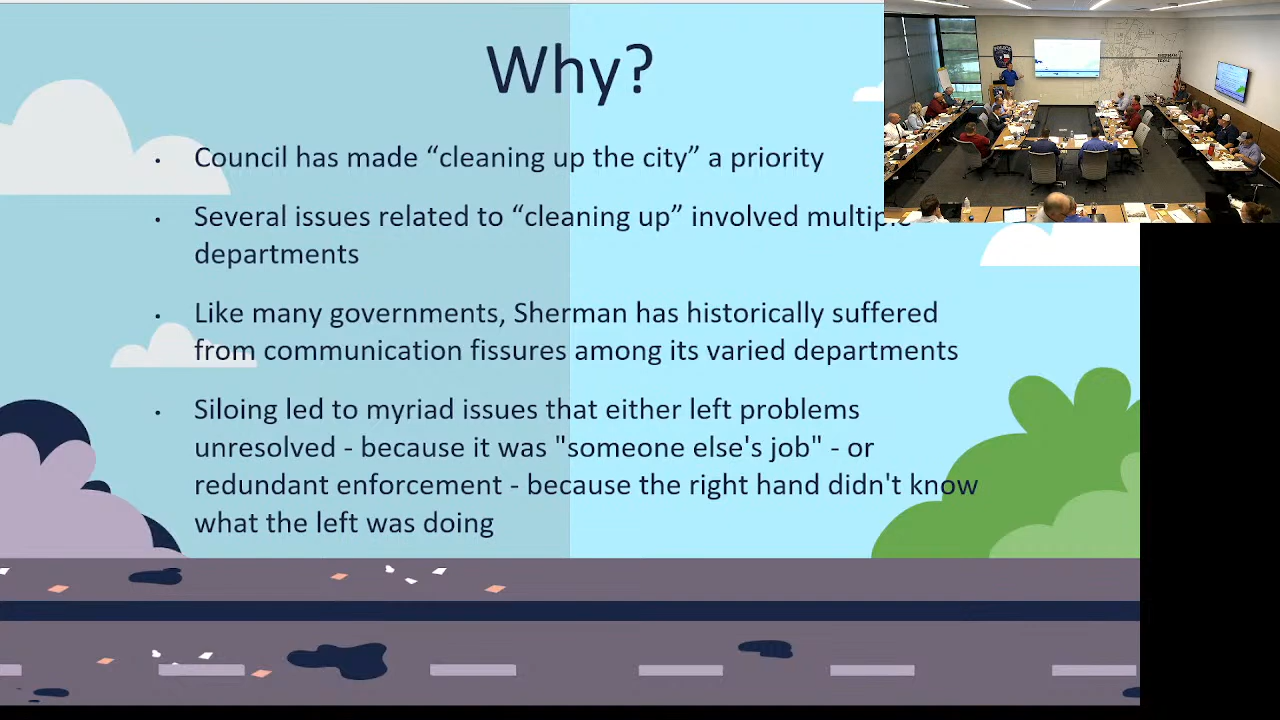 Why?
• Council has made “cleaning up the city” a priority
• Several issues related to “cleaning up” involved multiple
departments
• Like many governments, Sherman has historically suffered
from communication fissures among its varied departments
• Siloing led to myriad issues that either left problems
unresolved - because it was "someone else's job" - or
redundant enforcement - because the right hand didn't know
what the left was doing
POLICE